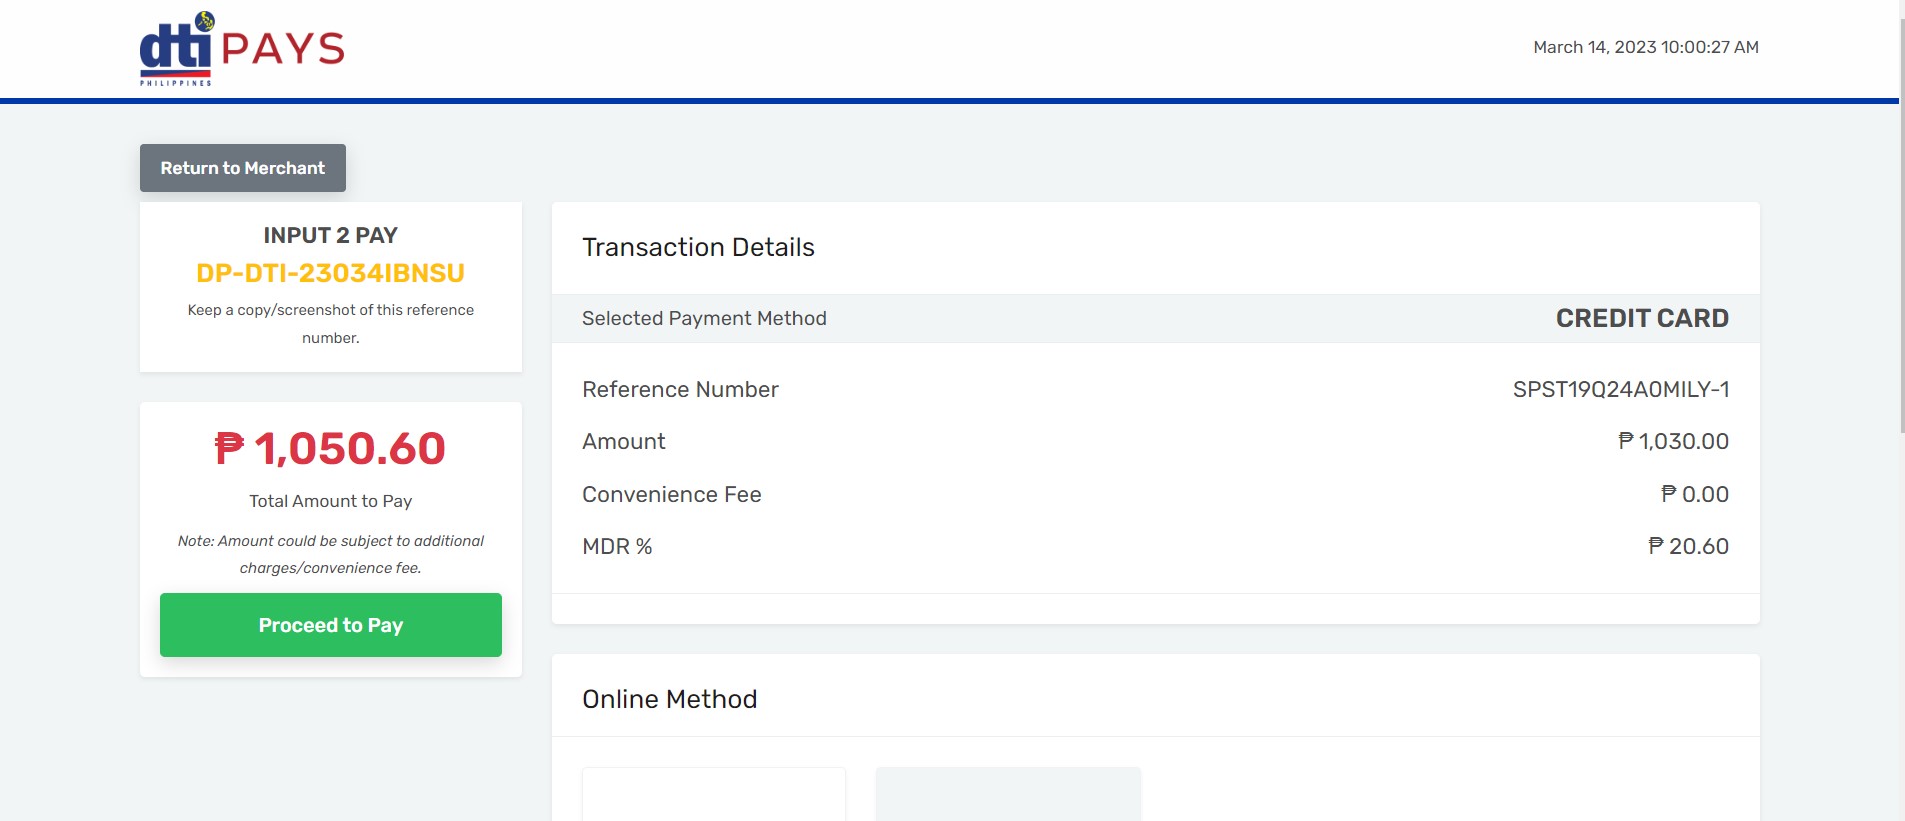 dti PAYS
PHILIPPINES
March 14, 2023 10:00:27 AM
Return to Merchant
INPUT 2 PAY
DP-DTI-23034IBNSU
Keep a copy/screenshot of this reference
number.
₱ 1,050.60
Total Amount to Pay
Note: Amount could be subject to additional
charges/convenience fee.
Proceed to Pay
Transaction Details
Selected Payment Method CREDIT CARD
Reference Number SPST19Q24A0MILY-1
Amount ₱ 1,030.00
Convenience Fee ₱ 0.00
MDR % ₱ 20.60
Online Method